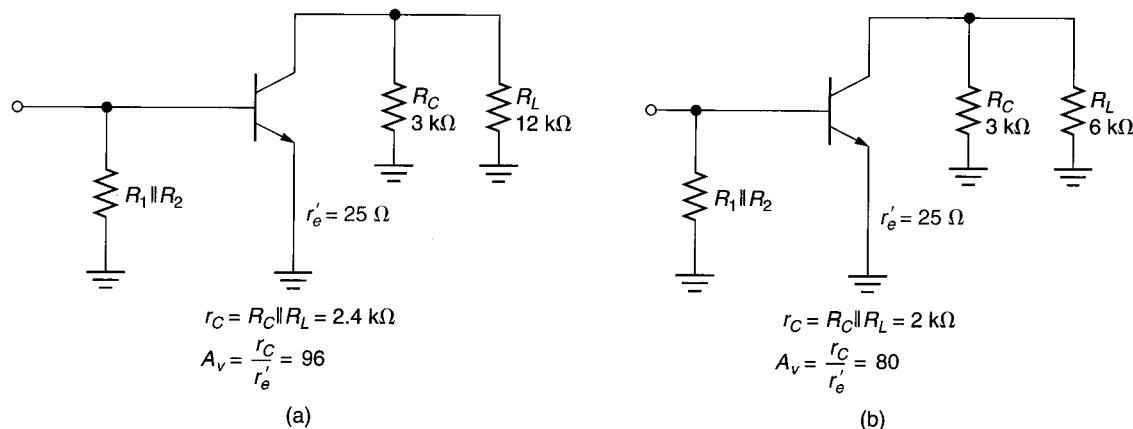 R_C
3 kΩ
R_L
12 kΩ
R_1||R_2
r'_e = 25 Ω
r_C = R_C||R_L = 2.4 kΩ
A_v = r_C / r'_e = 96
(a)
R_C
3 kΩ
R_L
6 kΩ
R_1||R_2
r'_e = 25 Ω
r_C = R_C||R_L = 2 kΩ
A_v = r_C / r'_e = 80
(b)